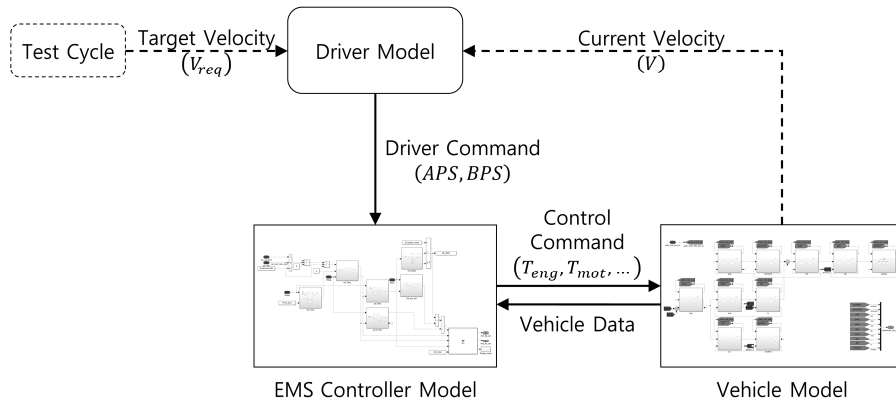 Test Cycle
Target Velocity
(V_req)
Driver Model
Current Velocity
(V)
Driver Command
(APS, BPS)
Control
Command
(T_eng, T_mot, ...)
Vehicle Data
EMS Controller Model
Vehicle Model